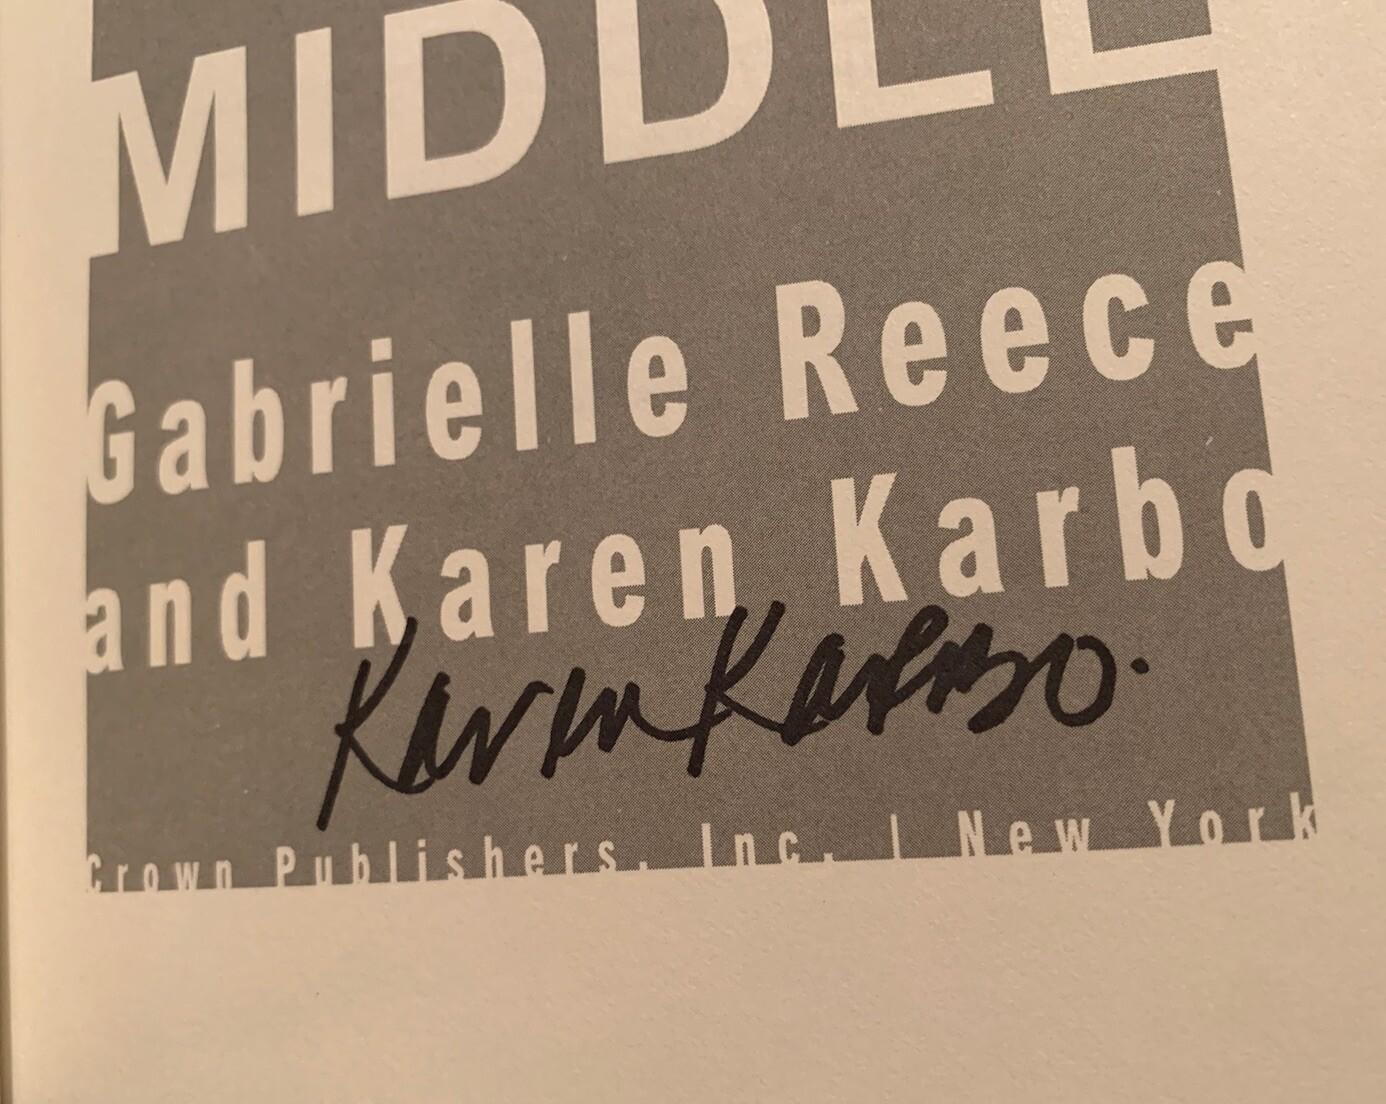 MIDDLE
Gabrielle Reece
and Karen Karbo
Karen Karbo.
Crown Publishers, Inc. | New York